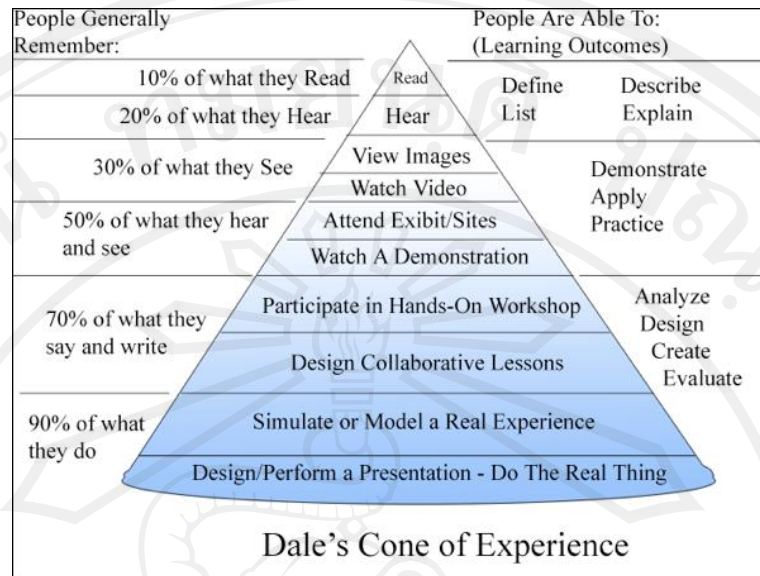 People Generally
Remember:
People Are Able To:
(Learning Outcomes)
10% of what they Read
Read
Define
Describe
List
Explain
20% of what they Hear
Hear
30% of what they See
View Images
Watch Video
Demonstrate
Apply
Practice
50% of what they hear
and see
Attend Exibit/Sites
Watch A Demonstration
70% of what they
say and write
Participate in Hands-On Workshop
Design Collaborative Lessons
Analyze
Design
Create
Evaluate
90% of what
they do
Simulate or Model a Real Experience
Design/Perform a Presentation - Do The Real Thing
Dale's Cone of Experience